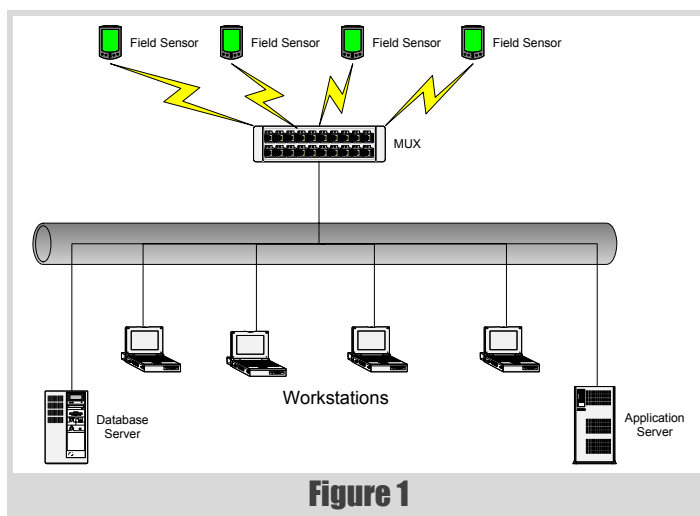 Field Sensor
Field Sensor
Field Sensor
Field Sensor
MUX
Workstations
Database
Server
Application
Server
Figure 1